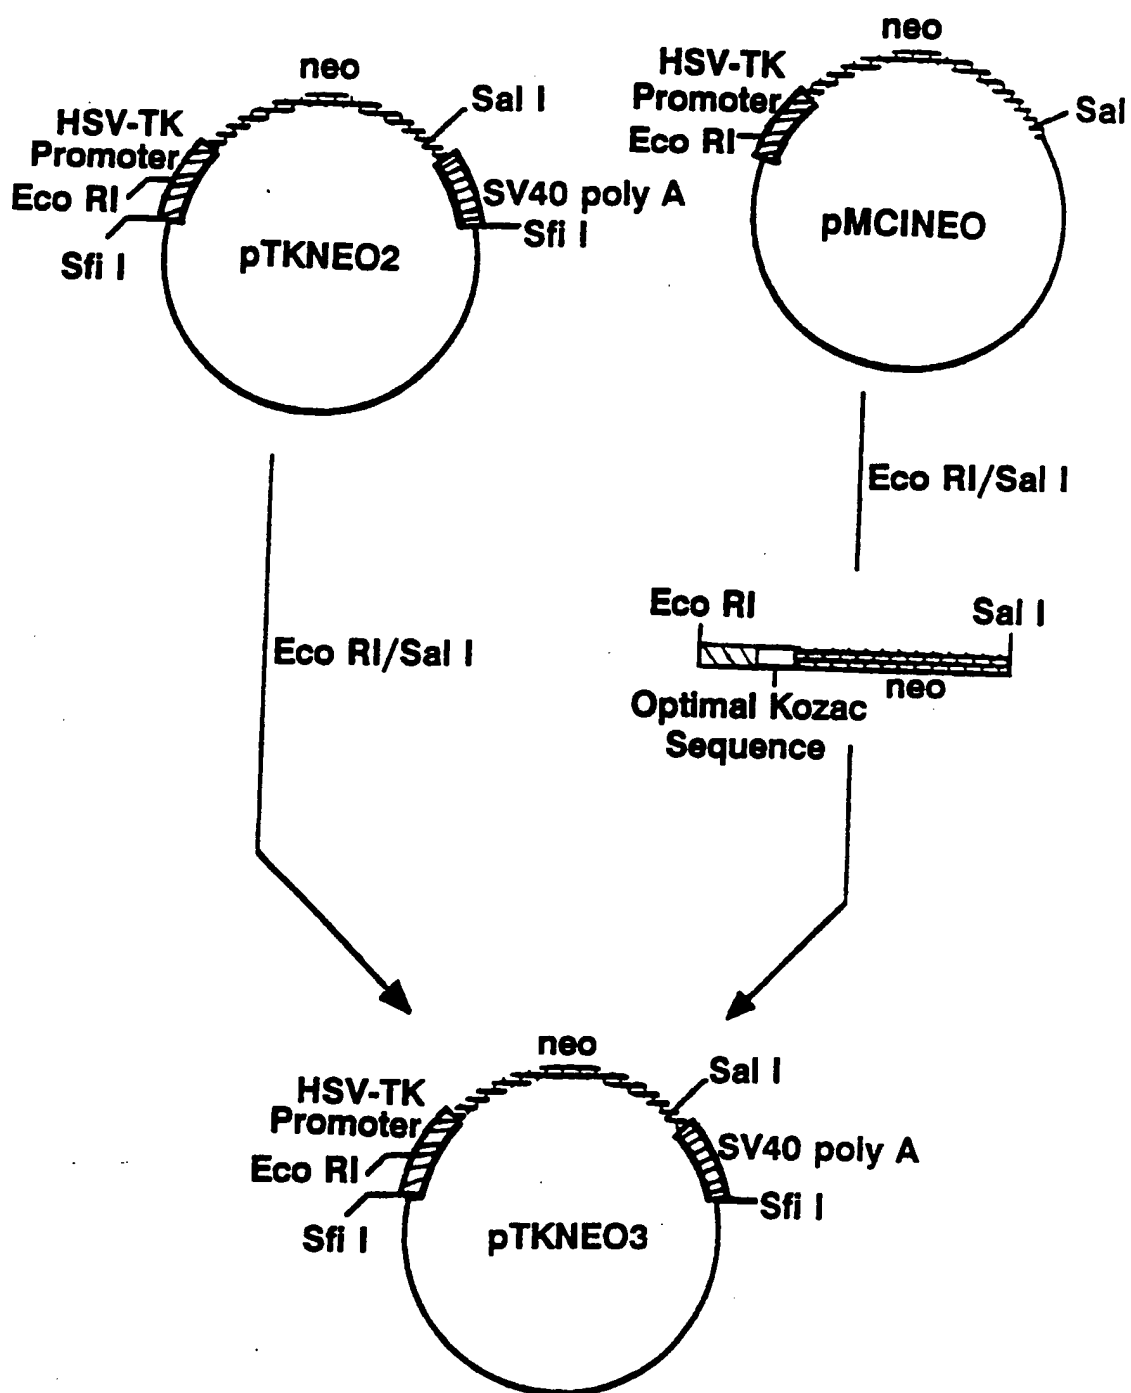 neo
HSV-TK
Promoter
Eco RI
Sfi I
Sal I
SV40 poly A
Sfi I
pTKNEO2
neo
HSV-TK
Promoter
Eco RI
Sal
pMCINEO
Eco RI/Sal I
Eco RI/Sal I
Eco RI
Sal I
neo
Optimal Kozac
Sequence
neo
HSV-TK
Promoter
Eco RI
Sfi I
Sal I
SV40 poly A
Sfi I
pTKNEO3